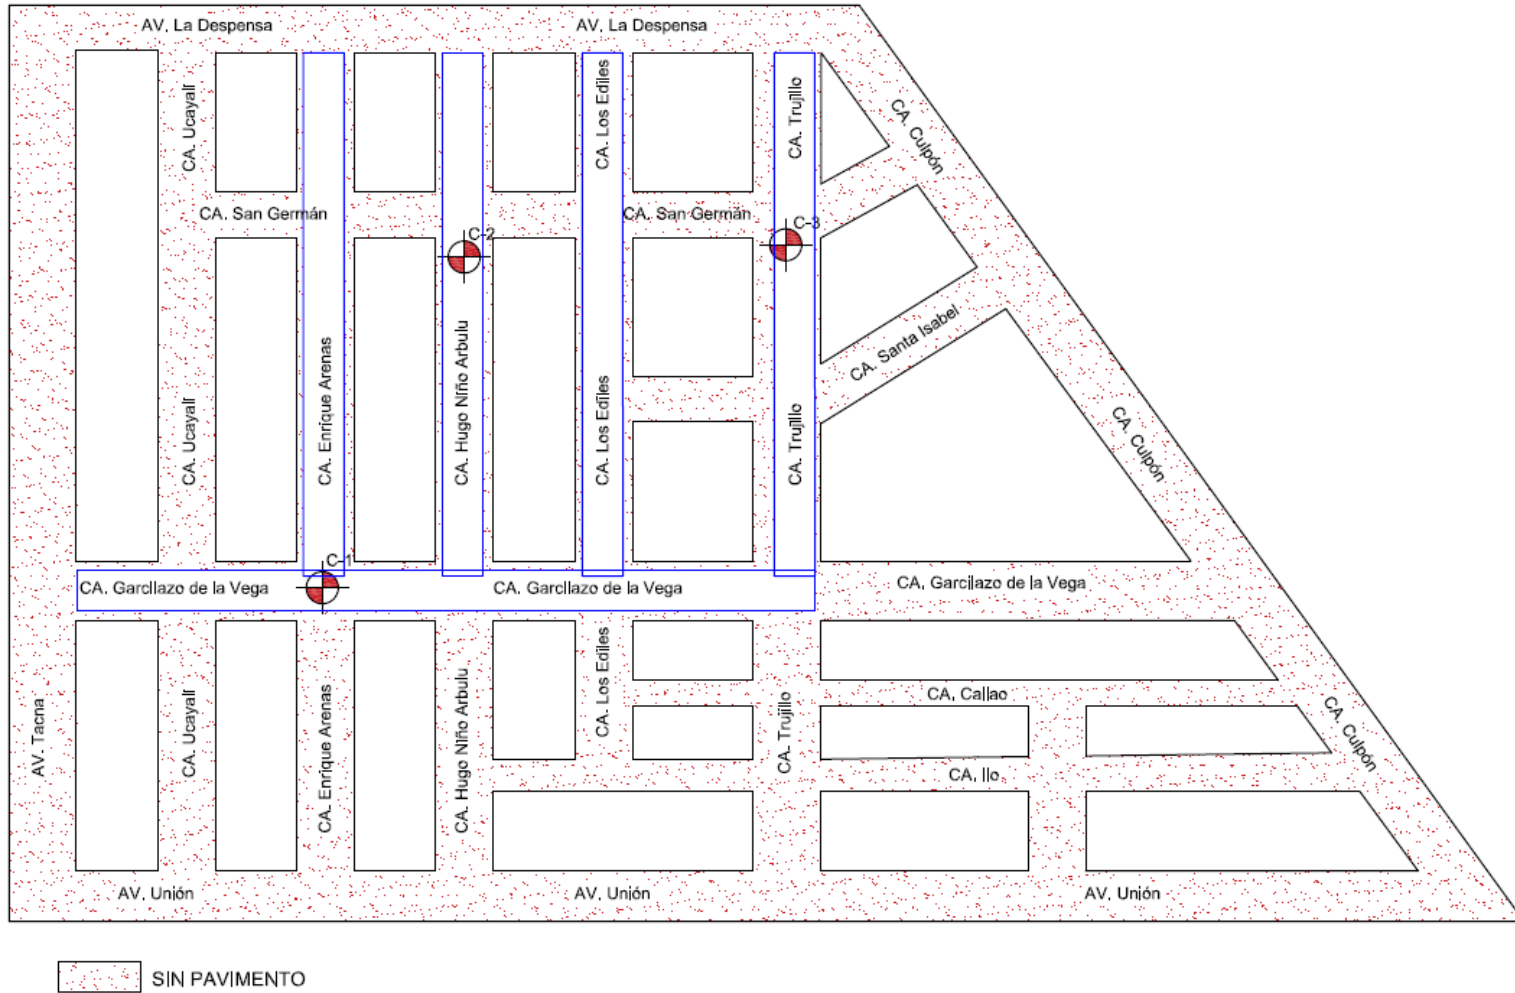 AV. La Despensa
AV. La Despensa
CA. Ucayalí
CA. Los Ediles
CA. Trujillo
CA. Culpón
CA. San Germán
CA. San Germán
C-2
C-3
CA. Enrique Arenas
CA. Hugo Niño Arbulu
CA. Santa Isabel
CA. Ucayalí
CA. Los Ediles
CA. Trujillo
CA. Culpón
C-1
CA. Garcilazo de la Vega
CA. Garcilazo de la Vega
CA. Garcilazo de la Vega
AV. Tacna
CA. Ucayalí
CA. Enrique Arenas
CA. Hugo Niño Arbulu
CA. Los Ediles
CA. Trujillo
CA. Callao
CA. Culpón
CA. Ilo
AV. Unión
AV. Unión
AV. Unión
SIN PAVIMENTO